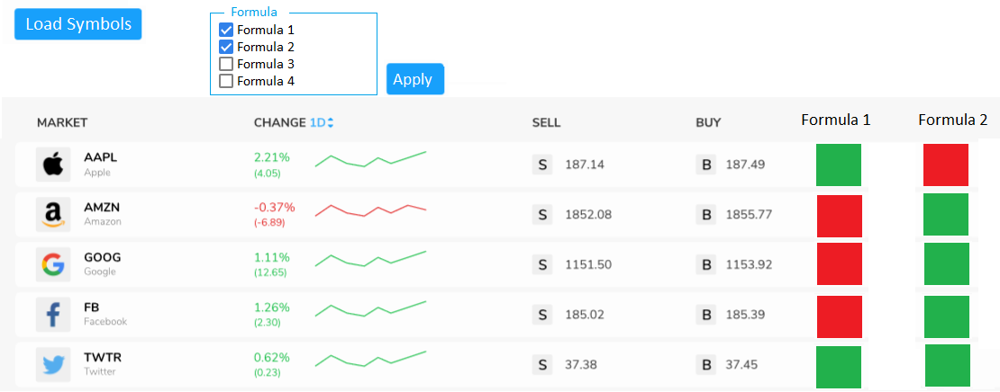 Load Symbols
Formula
Formula 1
Formula 2
Formula 3
Formula 4
Apply
MARKET CHANGE 1D SELL BUY Formula 1 Formula 2
AAPL 2.21% S 187.14 B 187.49
Apple (4.05)
AMZN -0.37% S 1852.08 B 1855.77
Amazon (-6.89)
GOOG 1.11% S 1151.50 B 1153.92
Google (12.65)
FB 1.26% S 185.02 B 185.39
Facebook (2.30)
TWTR 0.62% S 37.38 B 37.45
Twitter (0.23)